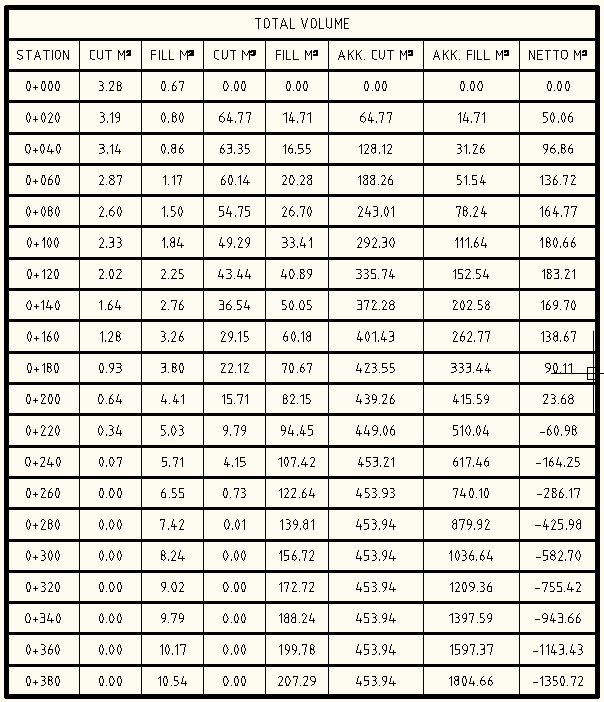 TOTAL VOLUME
STATION CUT M² FILL M² CUT M³ FILL M³ AKK. CUT M³ AKK. FILL M³ NETTO M³
0+000 3.28 0.67 0.00 0.00 0.00 0.00 0.00
0+020 3.19 0.80 64.77 14.71 64.77 14.71 50.06
0+040 3.14 0.86 63.35 16.55 128.12 31.26 96.86
0+060 2.87 1.17 60.14 20.28 188.26 51.54 136.72
0+080 2.60 1.50 54.75 26.70 243.01 78.24 164.77
0+100 2.33 1.84 49.29 33.41 292.30 111.64 180.66
0+120 2.02 2.25 43.44 40.89 335.74 152.54 183.21
0+140 1.64 2.76 36.54 50.05 372.28 202.58 169.70
0+160 1.28 3.26 29.15 60.18 401.43 262.77 138.67
0+180 0.93 3.80 22.12 70.67 423.55 333.44 90.11
0+200 0.64 4.41 15.71 82.15 439.26 415.59 23.68
0+220 0.34 5.03 9.79 94.45 449.06 510.04 -60.98
0+240 0.07 5.71 4.15 107.42 453.21 617.46 -164.25
0+260 0.00 6.55 0.73 122.64 453.93 740.10 -286.17
0+280 0.00 7.42 0.01 139.81 453.94 879.92 -425.98
0+300 0.00 8.24 0.00 156.72 453.94 1036.64 -582.70
0+320 0.00 9.02 0.00 172.72 453.94 1209.36 -755.42
0+340 0.00 9.79 0.00 188.24 453.94 1397.59 -943.66
0+360 0.00 10.17 0.00 199.78 453.94 1597.37 -1143.43
0+380 0.00 10.54 0.00 207.29 453.94 1804.66 -1350.72